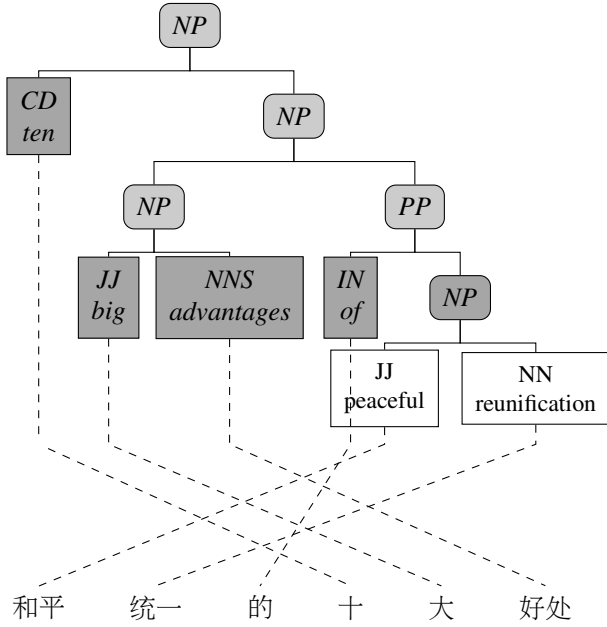 NP
CD
ten
NP
NP
PP
JJ
big
NNS
advantages
IN
of
NP
JJ
peaceful
NN
reunification
和平 统一 的 十 大 好处